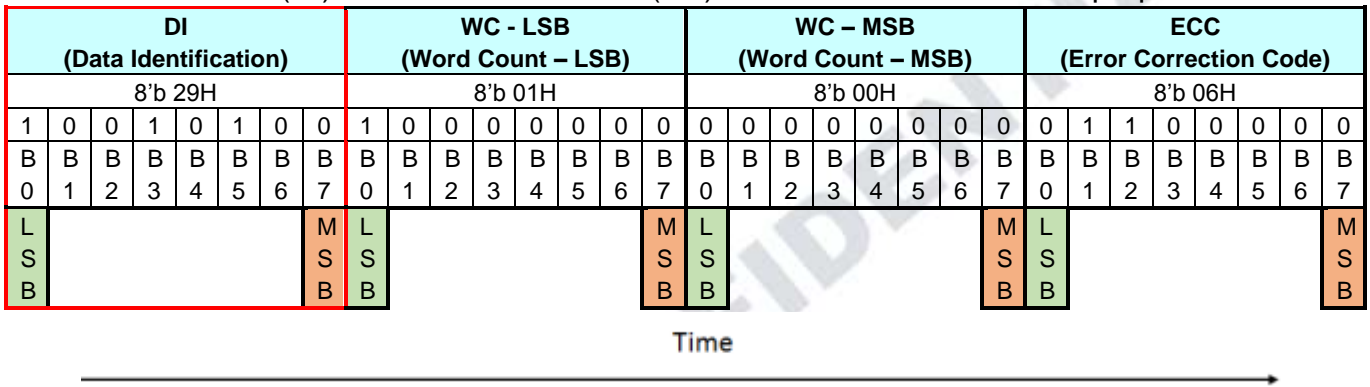 DI WC - LSB WC – MSB ECC
(Data Identification) (Word Count – LSB) (Word Count – MSB) (Error Correction Code)
8’b 29H 8’b 01H 8’b 00H 8’b 06H
1 0 0 1 0 1 0 0 1 0 0 0 0 0 0 0 0 0 0 0 0 0 0 0 0 1 1 0 0 0 0 0
B B B B B B B B B B B B B B B B B B B B B B B B B B B B B B B B
0 1 2 3 4 5 6 7 0 1 2 3 4 5 6 7 0 1 2 3 4 5 6 7 0 1 2 3 4 5 6 7
L M L M L M L M
S S S S S S S S
B B B B B B B B
Time